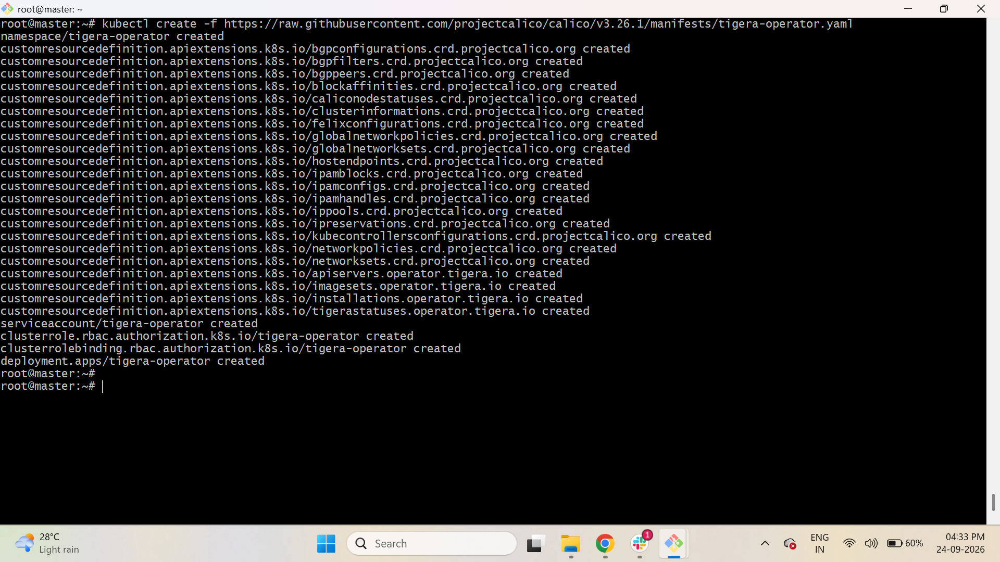 root@master: ~
root@master:~# kubectl create -f https://raw.githubusercontent.com/projectcalico/calico/v3.26.1/manifests/tigera-operator.yaml
namespace/tigera-operator created
customresourcedefinition.apiextensions.k8s.io/bgpconfigurations.crd.projectcalico.org created
customresourcedefinition.apiextensions.k8s.io/bgpfilters.crd.projectcalico.org created
customresourcedefinition.apiextensions.k8s.io/bgppeers.crd.projectcalico.org created
customresourcedefinition.apiextensions.k8s.io/blockaffinities.crd.projectcalico.org created
customresourcedefinition.apiextensions.k8s.io/caliconodestatuses.crd.projectcalico.org created
customresourcedefinition.apiextensions.k8s.io/clusterinformations.crd.projectcalico.org created
customresourcedefinition.apiextensions.k8s.io/felixconfigurations.crd.projectcalico.org created
customresourcedefinition.apiextensions.k8s.io/globalnetworkpolicies.crd.projectcalico.org created
customresourcedefinition.apiextensions.k8s.io/globalnetworksets.crd.projectcalico.org created
customresourcedefinition.apiextensions.k8s.io/hostendpoints.crd.projectcalico.org created
customresourcedefinition.apiextensions.k8s.io/ipamblocks.crd.projectcalico.org created
customresourcedefinition.apiextensions.k8s.io/ipamconfigs.crd.projectcalico.org created
customresourcedefinition.apiextensions.k8s.io/ipamhandles.crd.projectcalico.org created
customresourcedefinition.apiextensions.k8s.io/ippools.crd.projectcalico.org created
customresourcedefinition.apiextensions.k8s.io/ipreservations.crd.projectcalico.org created
customresourcedefinition.apiextensions.k8s.io/kubecontrollersconfigurations.crd.projectcalico.org created
customresourcedefinition.apiextensions.k8s.io/networkpolicies.crd.projectcalico.org created
customresourcedefinition.apiextensions.k8s.io/networksets.crd.projectcalico.org created
customresourcedefinition.apiextensions.k8s.io/apiservers.operator.tigera.io created
customresourcedefinition.apiextensions.k8s.io/imagesets.operator.tigera.io created
customresourcedefinition.apiextensions.k8s.io/installations.operator.tigera.io created
customresourcedefinition.apiextensions.k8s.io/tigerastatuses.operator.tigera.io created
serviceaccount/tigera-operator created
clusterrole.rbac.authorization.k8s.io/tigera-operator created
clusterrolebinding.rbac.authorization.k8s.io/tigera-operator created
deployment.apps/tigera-operator created
root@master:~#
root@master:~#
28°C
Light rain
Search
1
ENG
IN
60%
04:33 PM
24-09-2026